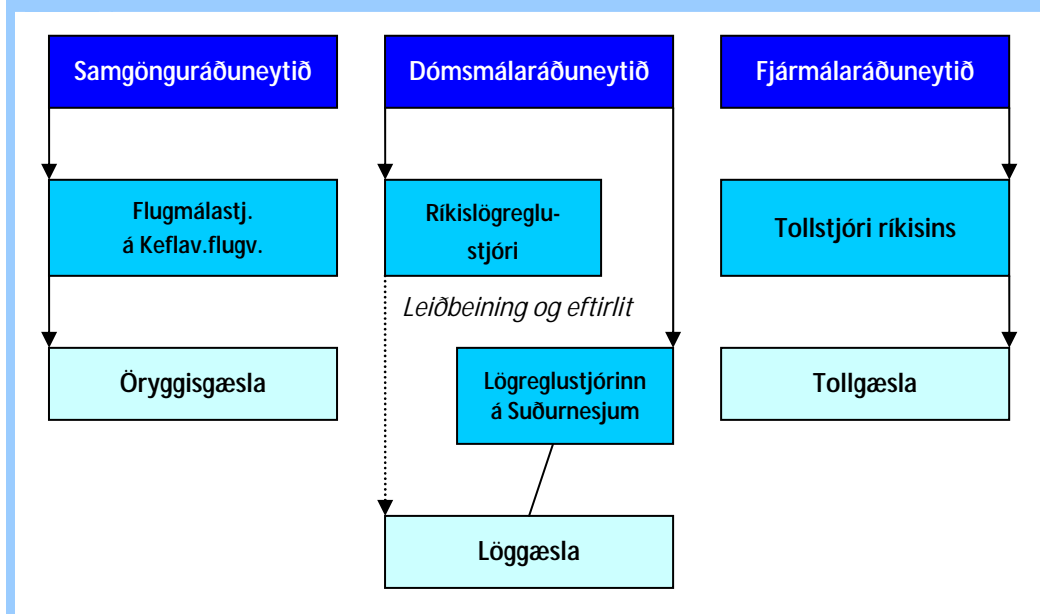 Samgönguráðuneytið
Dómsmálaráðuneytið
Fjármálaráðuneytið
Flugmálastj.
á Keflav.flugv.
Ríkislögreglu-
stjóri
Tollstjóri ríkisins
Leiðbeining og eftirlit
Öryggisgæsla
Lögreglustjórinn
á Suðurnesjum
Tollgæsla
Löggæsla